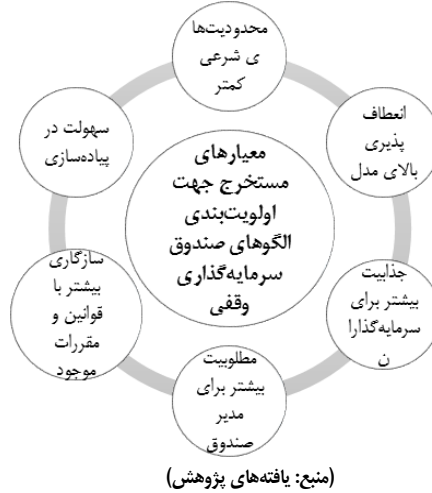 محدودیت‌ها
ی شرعی
کمتر
انعطاف
پذیری
بالای مدل
جذابیت
بیشتر برای
سرمایه‌گذارا
ن
مطلوبیت
بیشتر برای
مدیر
صندوق
سازگاری
بیشتر با
قوانین و
مقررات
موجود
سهولت در
پیاده‌سازی
معیارهای
مستخرج جهت
اولویت‌بندی
الگوهای صندوق
سرمایه‌گذاری
وقفی
(منبع: یافته‌های پژوهش)